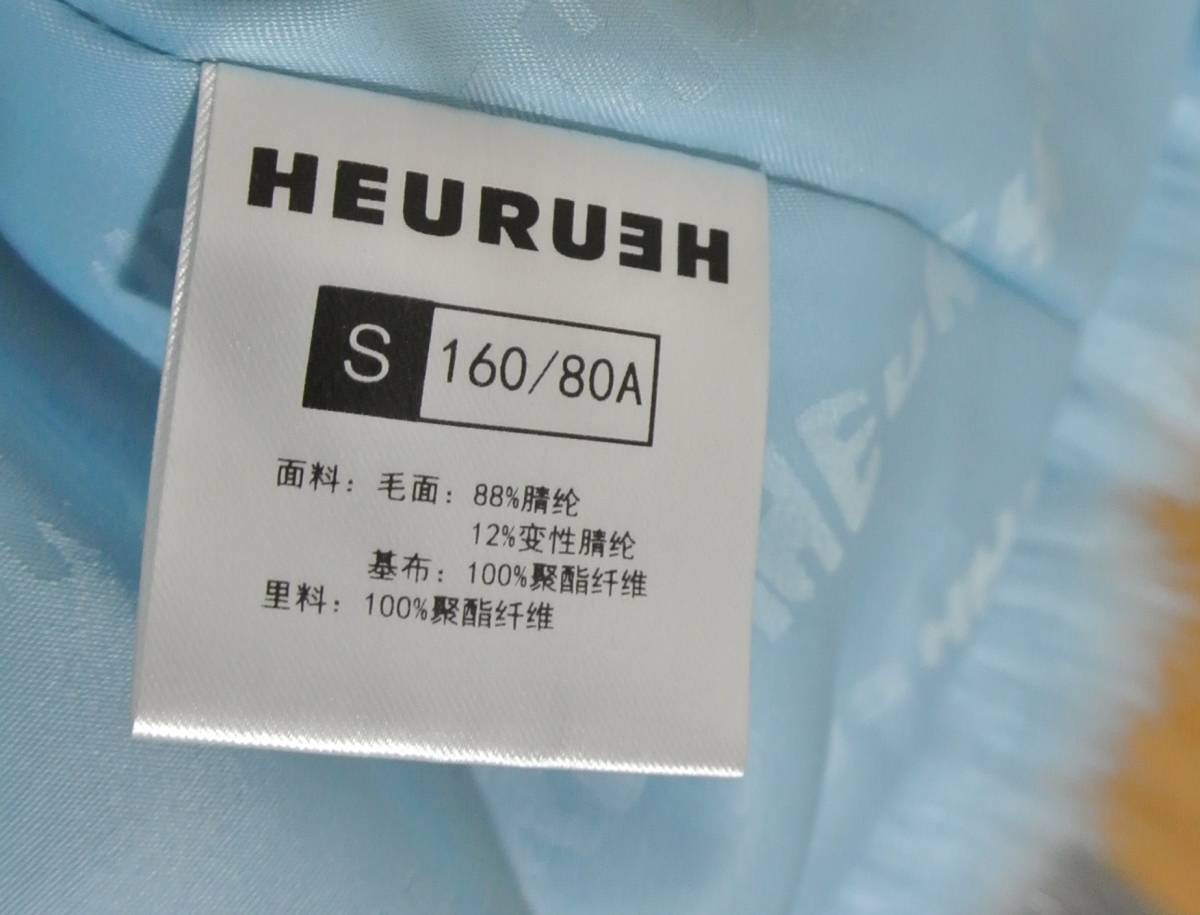 HEURUƎH
S 160/80A
面料：毛面：88%腈纶
12%变性腈纶
基布：100%聚酯纤维
里料：100%聚酯纤维